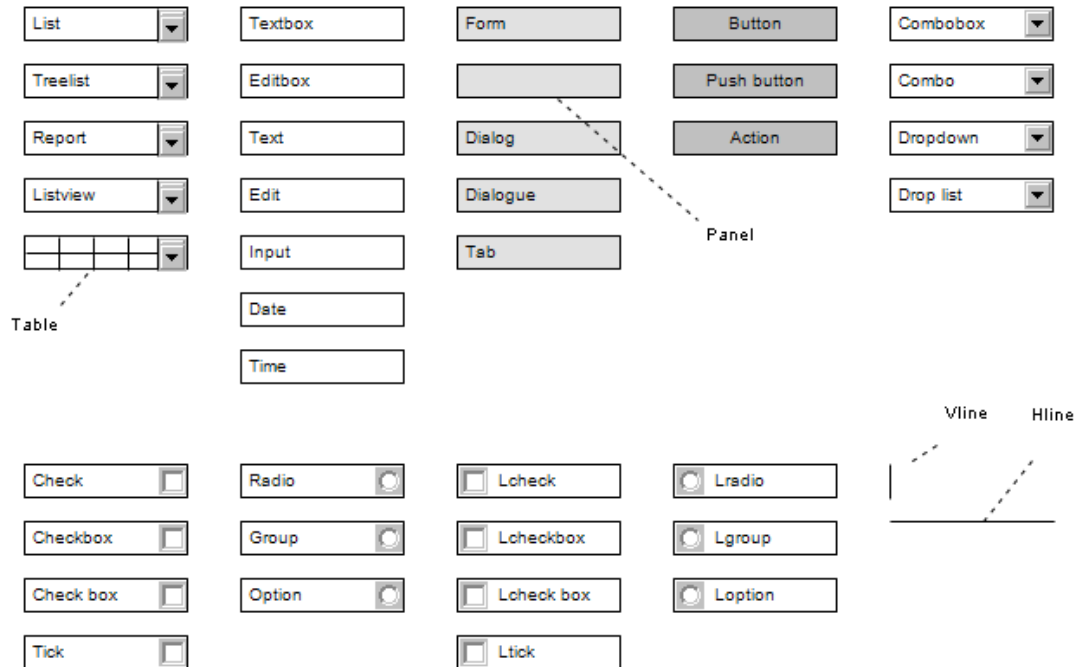 List
Textbox
Form
Button
Combobox
Treelist
Editbox
Push button
Combo
Report
Text
Dialog
Action
Dropdown
Listview
Edit
Dialogue
Drop list
Panel
Input
Tab
Table
Date
Time
Vline
Hline
Check
Radio
Lcheck
Lradio
Checkbox
Group
Lcheckbox
Lgroup
Check box
Option
Lcheck box
Loption
Tick
Ltick